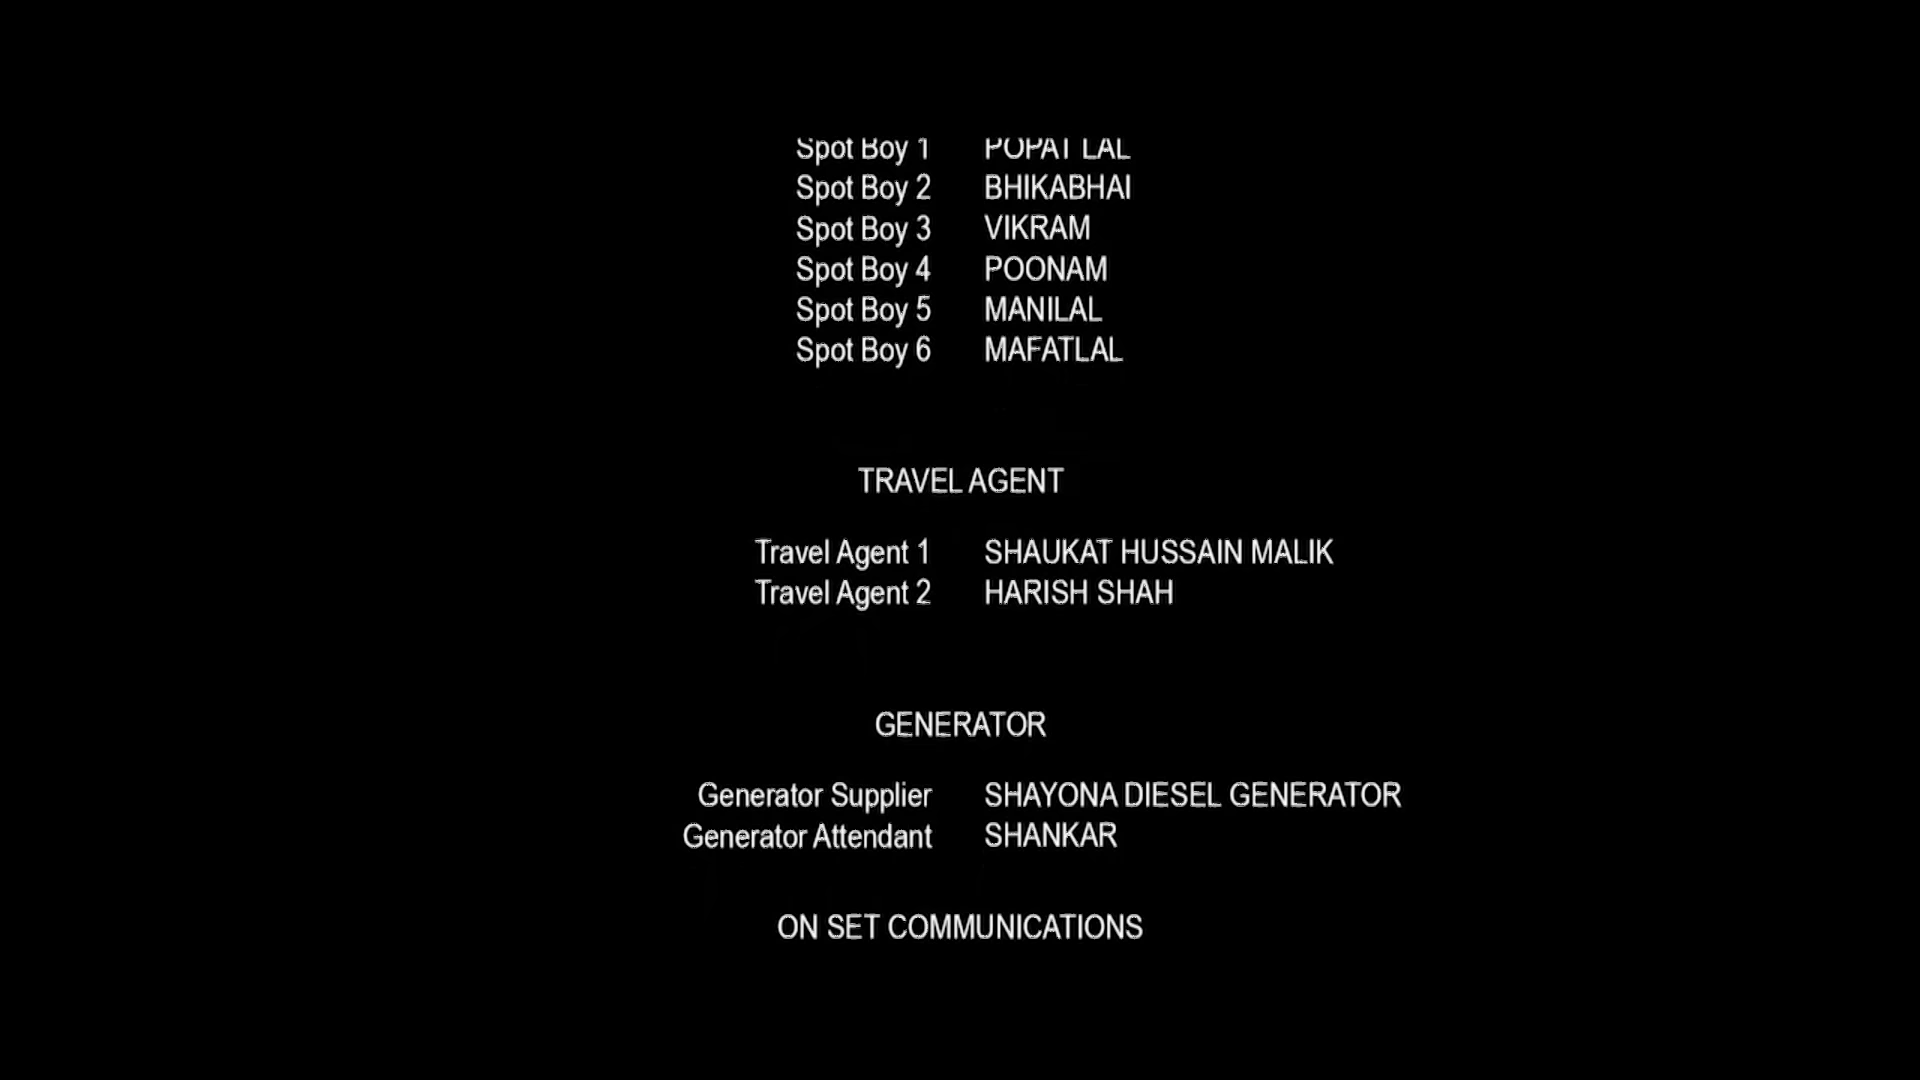 Spot Boy 1 POPAT LAL
Spot Boy 2 BHIKABHAI
Spot Boy 3 VIKRAM
Spot Boy 4 POONAM
Spot Boy 5 MANILAL
Spot Boy 6 MAFATLAL
TRAVEL AGENT
Travel Agent 1 SHAUKAT HUSSAIN MALIK
Travel Agent 2 HARISH SHAH
GENERATOR
Generator Supplier SHAYONA DIESEL GENERATOR
Generator Attendant SHANKAR
ON SET COMMUNICATIONS